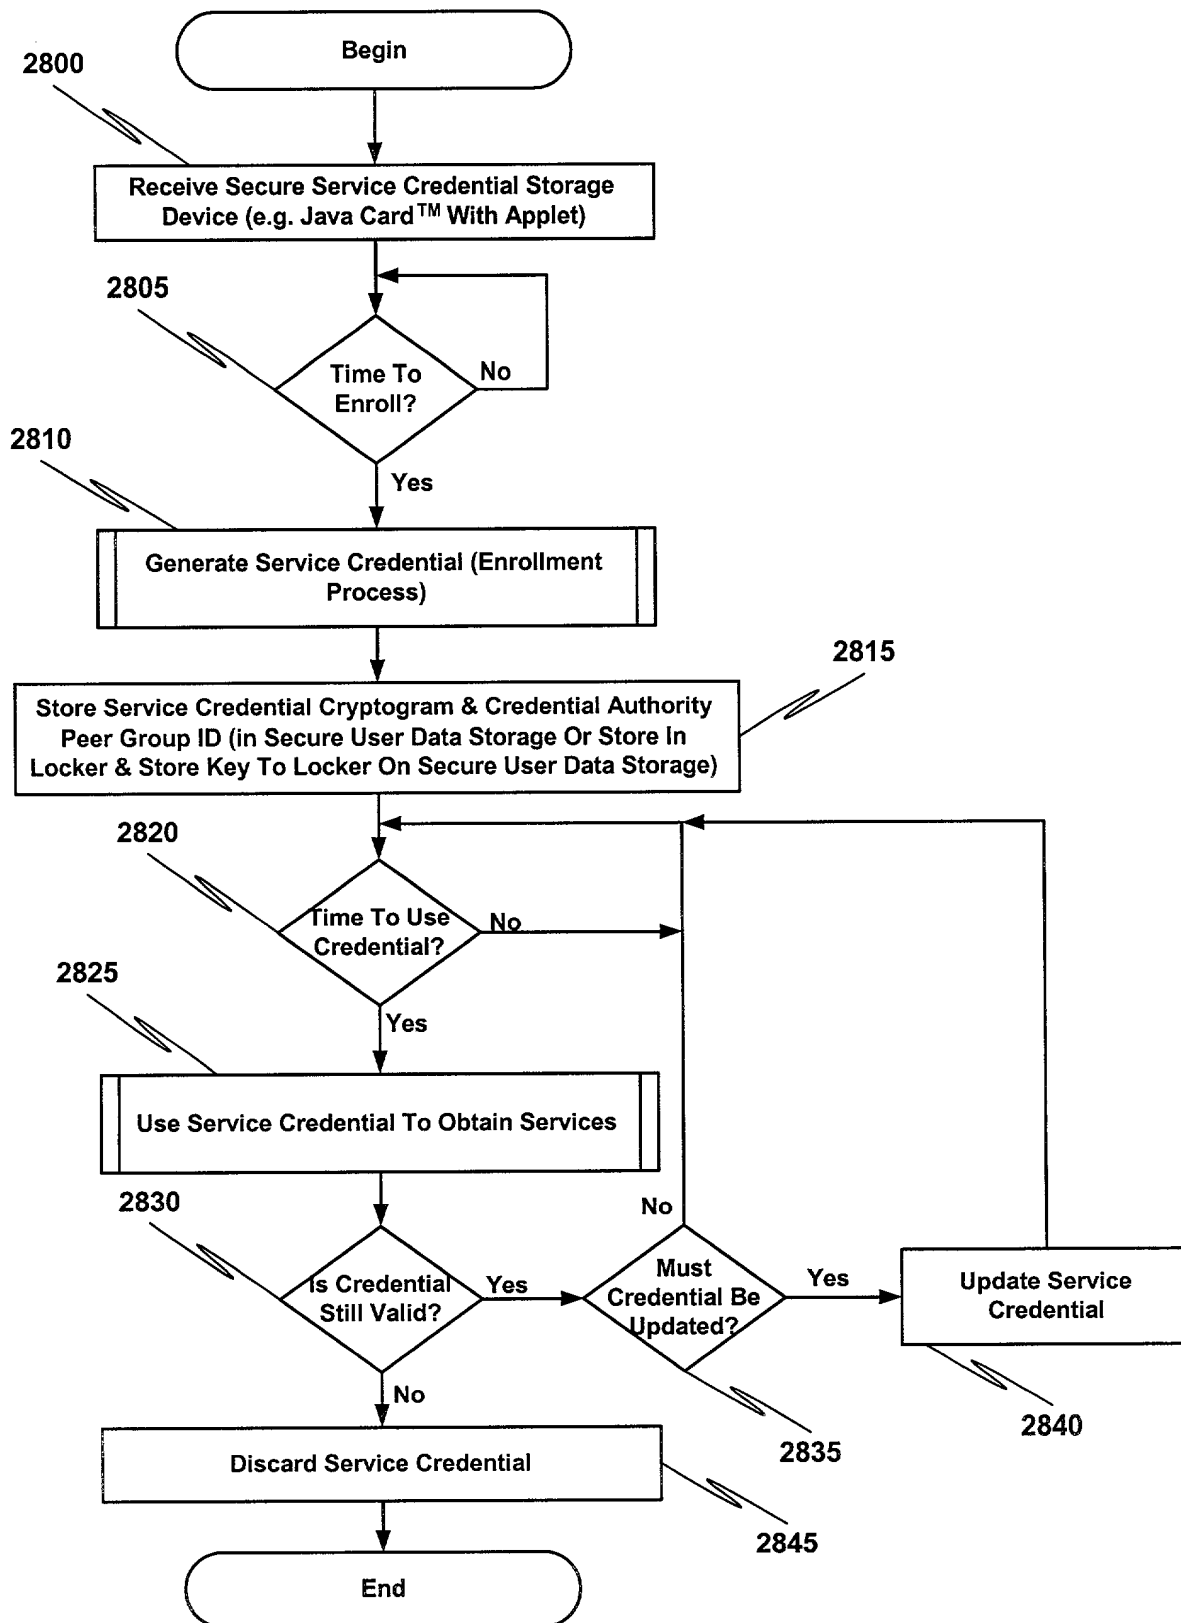 Begin
2800
Receive Secure Service Credential Storage
Device (e.g. Java Card™ With Applet)
2805
Time To
Enroll?
No
2810
Yes
Generate Service Credential (Enrollment
Process)
2815
Store Service Credential Cryptogram & Credential Authority
Peer Group ID (in Secure User Data Storage Or Store In
Locker & Store Key To Locker On Secure User Data Storage)
2820
Time To Use
Credential?
No
2825
Yes
Use Service Credential To Obtain Services
2830
No
Is Credential
Still Valid?
Yes
Must
Credential Be
Updated?
Yes
Update Service
Credential
No
2840
2835
Discard Service Credential
2845
End